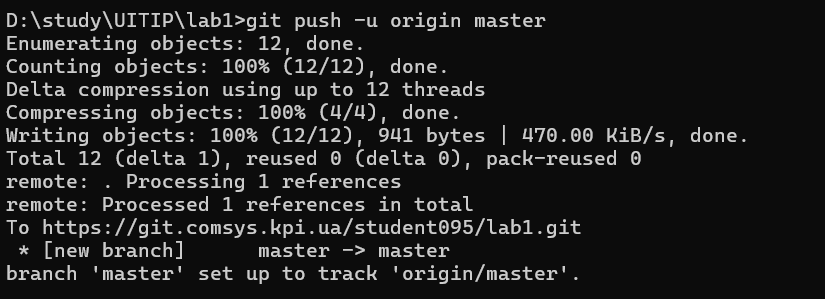 D:\study\UITIP\lab1>git push -u origin master
Enumerating objects: 12, done.
Counting objects: 100% (12/12), done.
Delta compression using up to 12 threads
Compressing objects: 100% (4/4), done.
Writing objects: 100% (12/12), 941 bytes | 470.00 KiB/s, done.
Total 12 (delta 1), reused 0 (delta 0), pack-reused 0
remote: . Processing 1 references
remote: Processed 1 references in total
To https://git.comsys.kpi.ua/student095/lab1.git
 * [new branch]      master -> master
branch 'master' set up to track 'origin/master'.